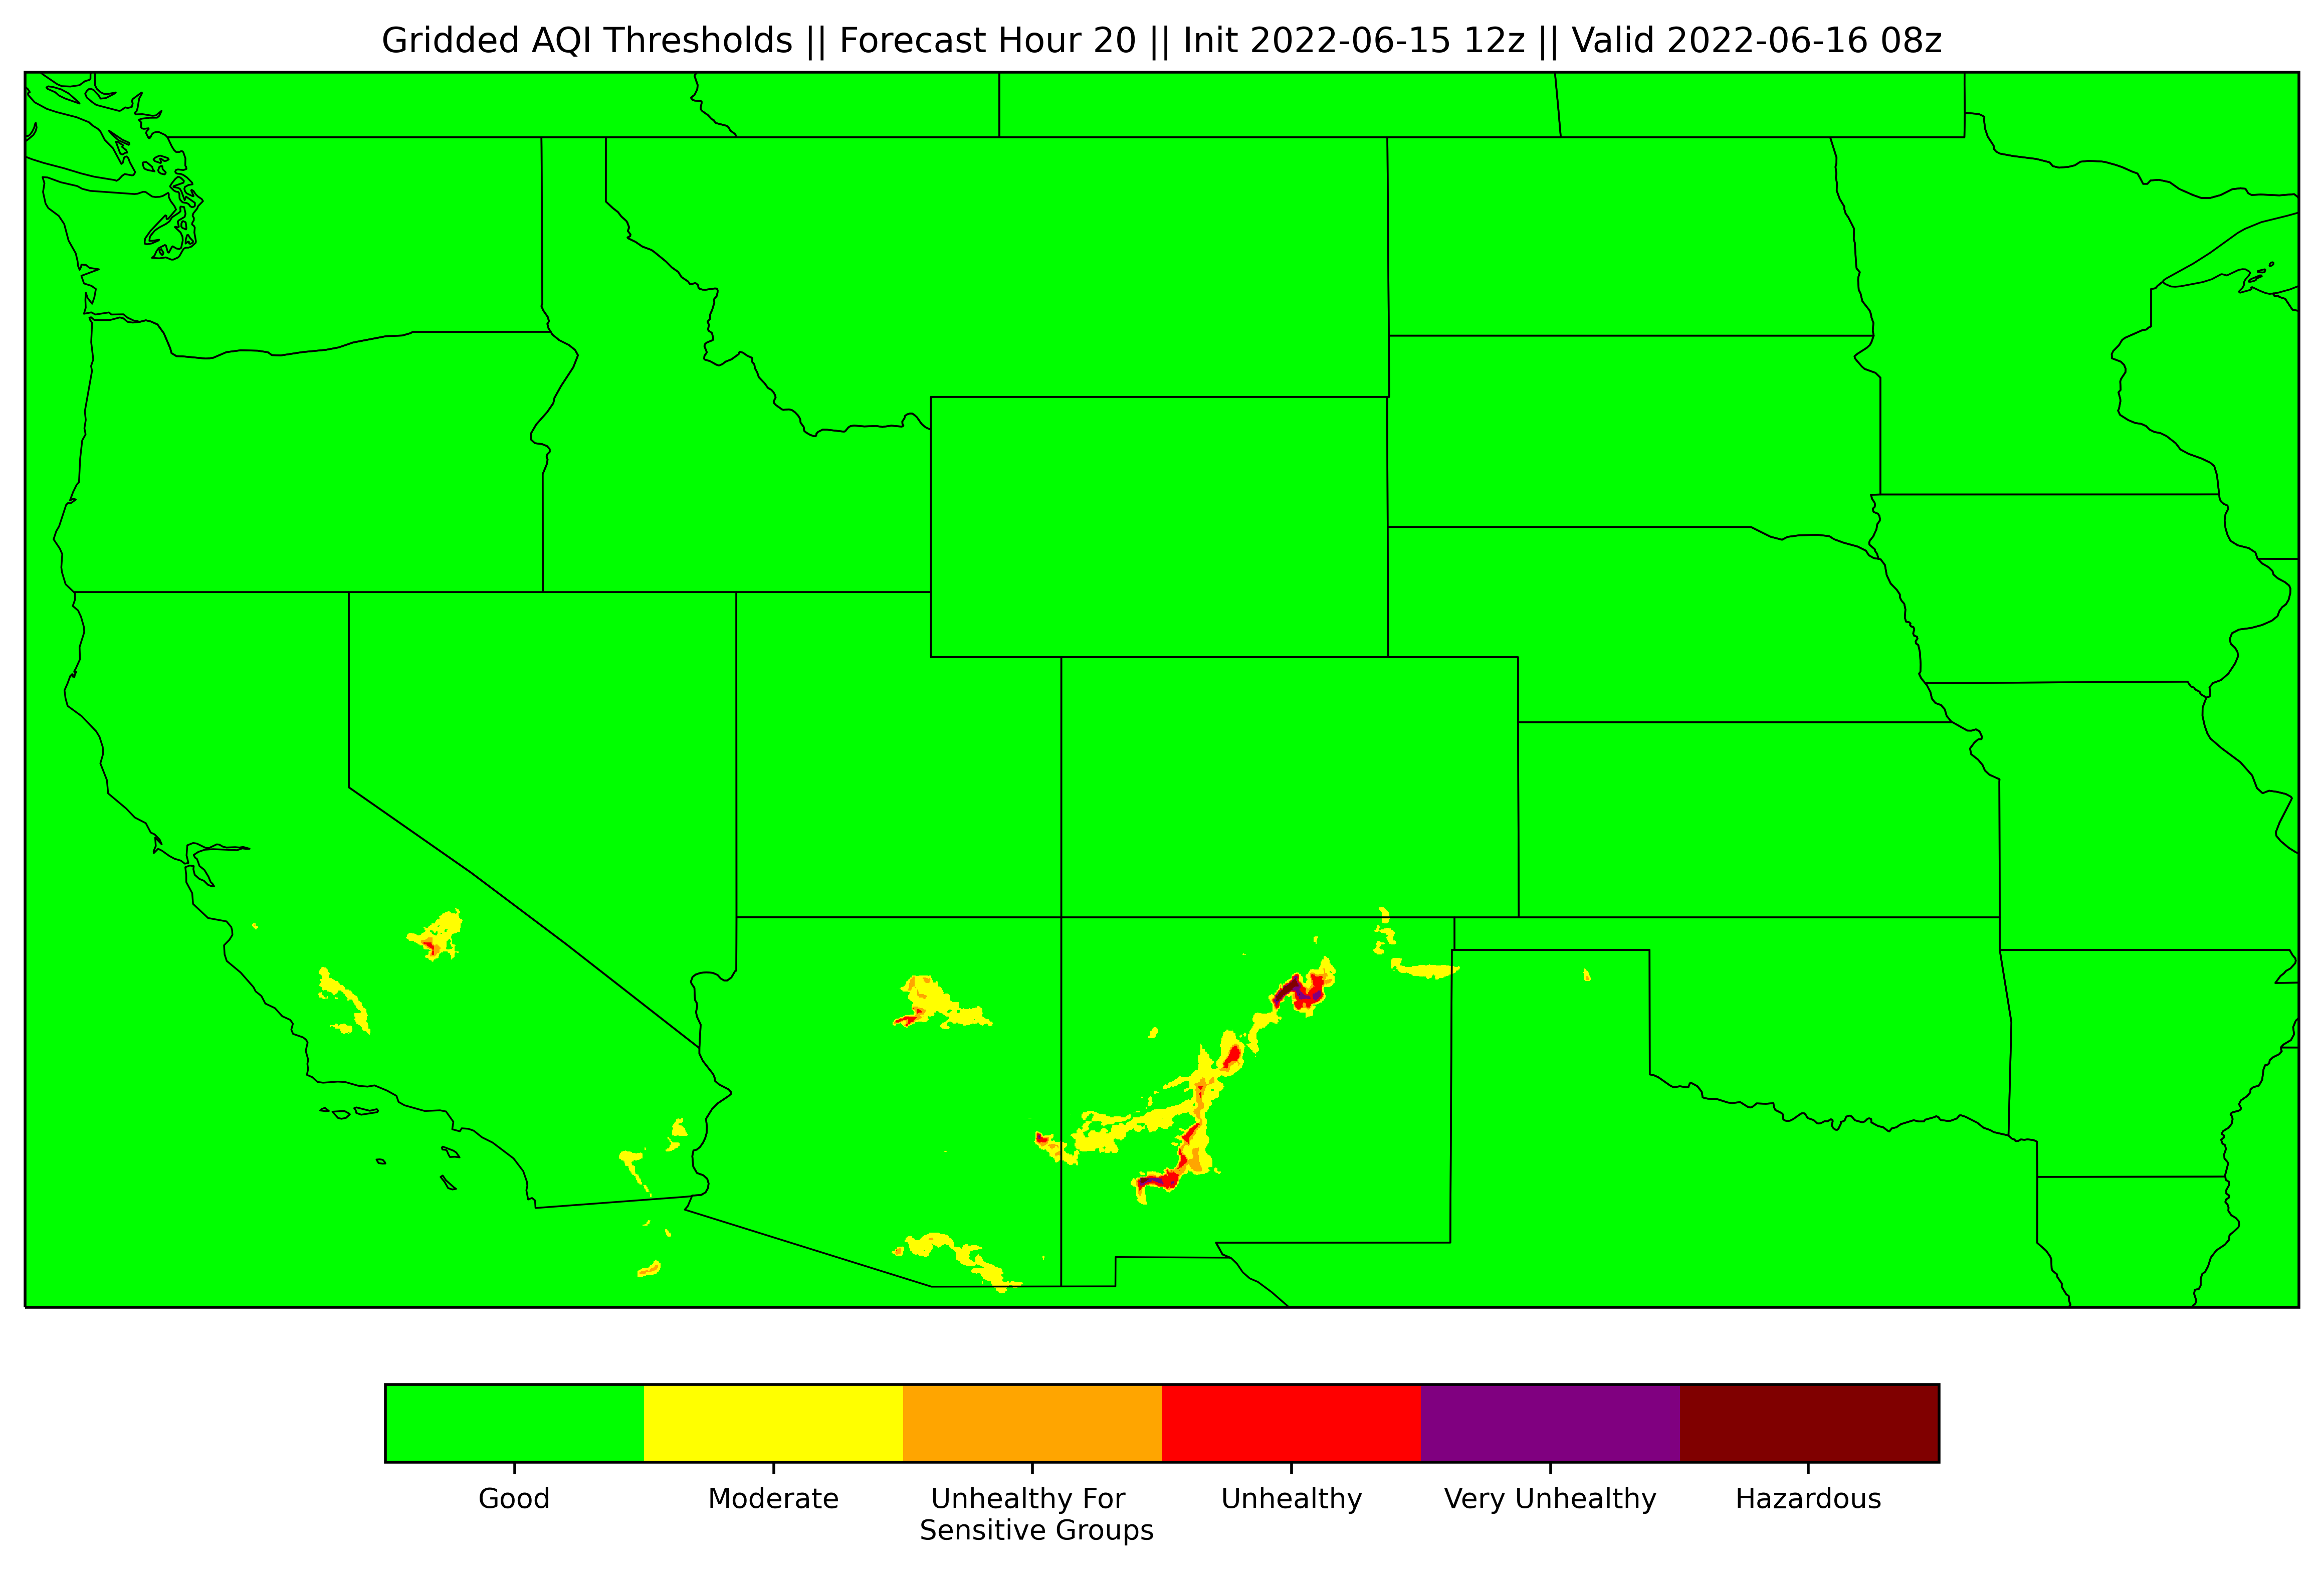 Gridded AQI Thresholds || Forecast Hour 20 || Init 2022-06-15 12z || Valid 2022-06-16 08z
Good
Moderate
Unhealthy For
Sensitive Groups
Unhealthy
Very Unhealthy
Hazardous